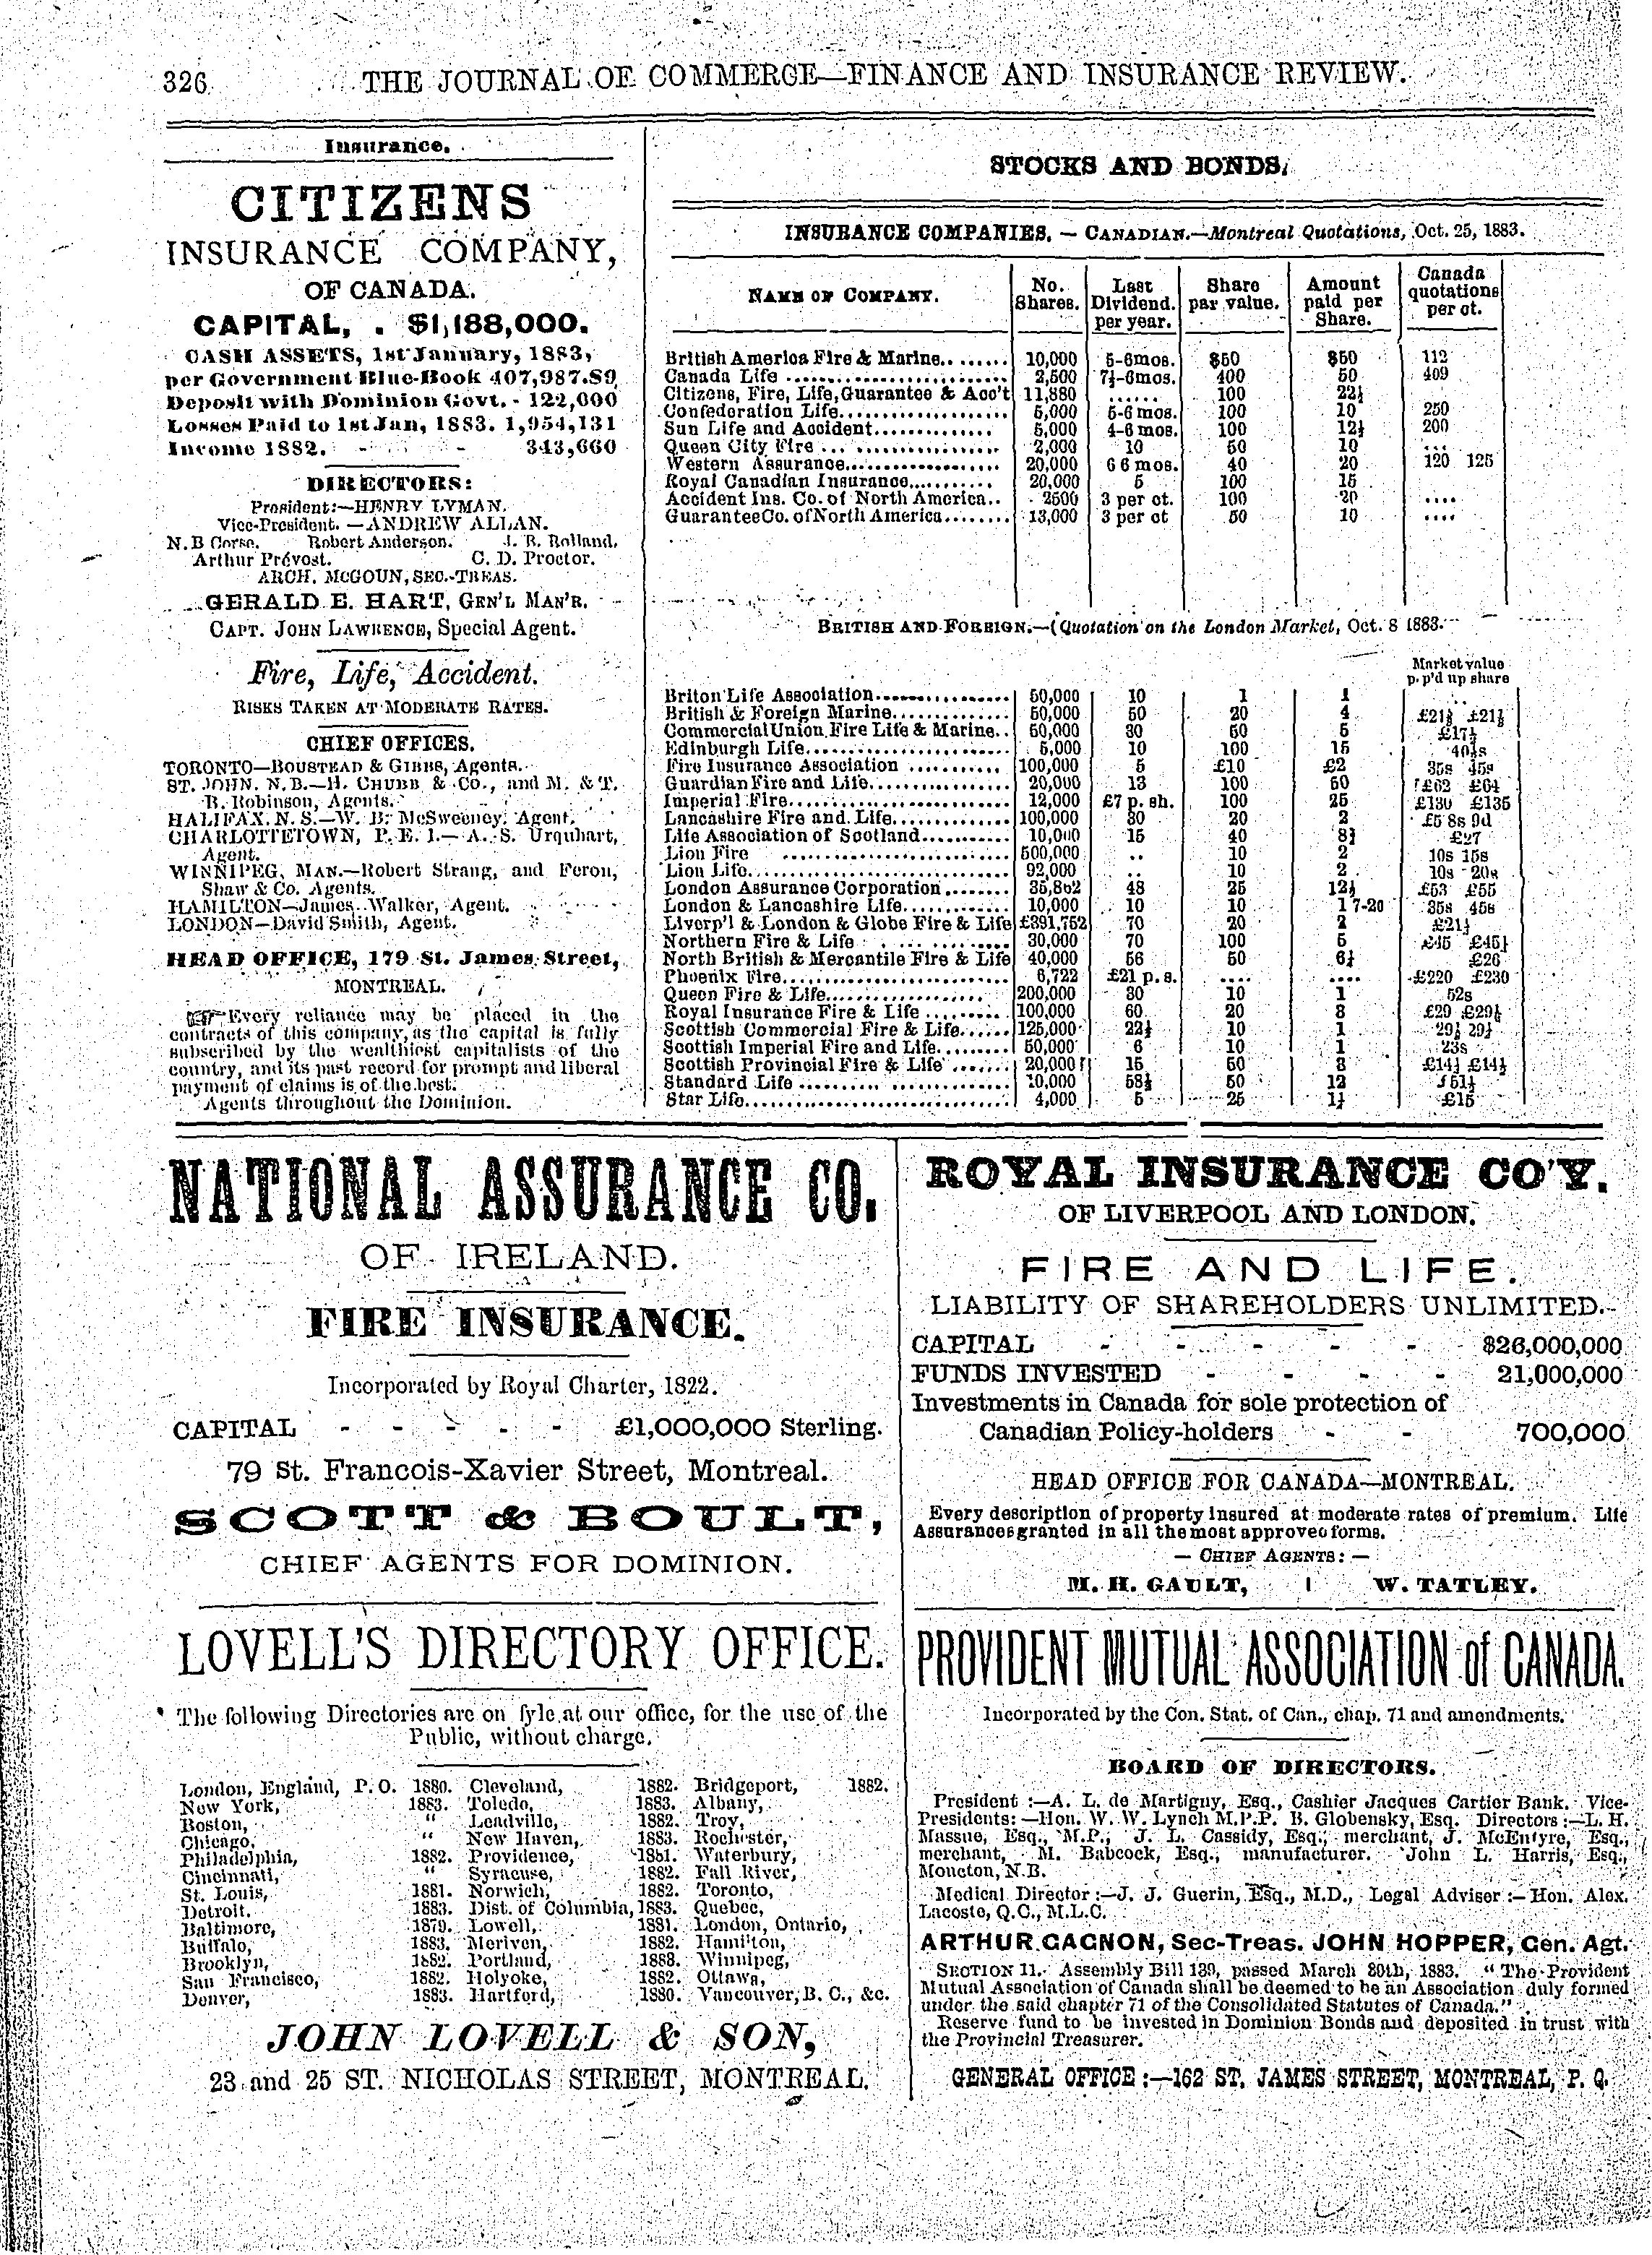 326
THE JOURNAL OF COMMERCE—FINANCE AND INSURANCE REVIEW.
Insurance.
CITIZENS
INSURANCE COMPANY,
OF CANADA.
CAPITAL, . $1,188,000.
CASH ASSETS, 1st January, 1883,
per Government Blue-Book 407,987.89
Deposit with Dominion Govt. - 122,000
Losses Paid to 1st Jan, 1883. 1,954,131
Income 1882. - - 343,660
DIRECTORS:
President:—HENRY LYMAN.
Vice-President.—ANDREW ALLAN.
N.B Corse. Robert Anderson. J. B. Rolland.
Arthur Prévost. C. D. Proctor.
ARCH. McGOUN, SEC.-TREAS.
GERALD E. HART, GEN'L MAN'R.
CAPT. JOHN LAWRENCE, Special Agent.
Fire, Life, Accident.
RISKS TAKEN AT MODERATE RATES.
CHIEF OFFICES.
TORONTO—BOUSTEAD & GIBBS, Agents.
ST. JOHN. N. B.—H. CHUBB & Co., and M. & T.
B. Robinson, Agents.
HALIFAX. N. S.—W. B. McSweeney, Agent.
CHARLOTTETOWN, P. E. I.—A. S. Urquhart,
Agent.
WINNIPEG, MAN.—Robert Strang, and Feron,
Shaw & Co. Agents.
HAMILTON—James Walker, Agent.
LONDON—David Smith, Agent.
HEAD OFFICE, 179 St. James Street,
MONTREAL.
Every reliance may be placed in the
contracts of this company, as the capital is fully
subscribed by the wealthiest capitalists of the
country, and its past record for prompt and liberal
payment of claims is of the best.
Agents throughout the Dominion.
STOCKS AND BONDS.
INSURANCE COMPANIES. — CANADIAN.—Montreal Quotations, Oct. 25, 1883.
NAME OF COMPANY. No. Shares. Last Dividend. per year. Share par value. Amount paid per Share. Canada quotations per ct.
British America Fire & Marine 10,000 5-6mos. $50 $50 112
Canada Life 2,500 7½-6mos. 400 50 409
Citizens, Fire, Life, Guarantee & Acc't 11,880 ...... 100 22½
Confederation Life 5,000 5-6 mos. 100 10 250
Sun Life and Accident 5,000 4-6 mos. 100 12½ 200
Queen City Fire 2,000 10 50 10 ...
Western Assurance 20,000 6 6 mos. 40 20 120 125
Royal Canadian Insurance 20,000 5 100 15
Accident Ins. Co. of North America 2500 3 per ct. 100 20 ....
Guarantee Co. of North America 13,000 3 per ct 50 10 ....
BRITISH AND FOREIGN.—(Quotation on the London Market, Oct. 8 1883.
Market value
p. p'd up share
Briton Life Association 50,000 10 1 1 ..
British & Foreign Marine 50,000 50 20 4
Commercial Union Fire Life & Marine 50,000 30 50 5 £17½
Edinburgh Life 5,000 10 100 15
Fire Insurance Association 100,000 5 £10 £2 35s 45s
Guardian Fire and Life 20,000 13 100 50 £62 £64
Imperial Fire 12,000 £7 p. sh. 100 25 £130 £135
Lancashire Fire and Life 100,000 30 20 2 £5 8s 9d
Life Association of Scotland 10,000 15 40 £27
Lion Fire 500,000 .. 10 2 10s 15s
Lion Life 92,000 .. 10 2 10s 20s
London Assurance Corporation 35,862 48 25 12½ £53 £55
London & Lancashire Life 10,000 10 10 1 7-20 35s 45s
Liverp'l & London & Globe Fire & Life £391,752 70 20 2 £21½
Northern Fire & Life 30,000 70 100 5 £45 £45½
North British & Mercantile Fire & Life 40,000 56 50 6¼ £26
Phoenix Fire 6,722 £21 p. s. .... .... £220 £230
Queen Fire & Life 200,000 30 10 1 52s
Royal Insurance Fire & Life 100,000 60 20 3 £29 £29½
Scottish Commercial Fire & Life 125,000 22½ 10 1
Scottish Imperial Fire and Life 50,000 6 10 1 23s
Scottish Provincial Fire & Life 20,000 15 50 3
Standard Life 10,000 58½ 50 12
Star Life 4,000 5 25 1¼ £15
NATIONAL ASSURANCE CO.
OF IRELAND.
FIRE INSURANCE.
Incorporated by Royal Charter, 1822.
CAPITAL - - - - - £1,000,000 Sterling.
79 St. Francois-Xavier Street, Montreal.
SCOTT & BOULT,
CHIEF AGENTS FOR DOMINION.
ROYAL INSURANCE CO'Y.
OF LIVERPOOL AND LONDON.
FIRE AND LIFE.
LIABILITY OF SHAREHOLDERS UNLIMITED.
CAPITAL - - - - $26,000,000
FUNDS INVESTED - - - - 21,000,000
Investments in Canada for sole protection of
Canadian Policy-holders - - 700,000
HEAD OFFICE FOR CANADA—MONTREAL.
Every description of property insured at moderate rates of premium. Life
Assurances granted in all the most approved forms.
— CHIEF AGENTS: —
M. H. GAULT, | W. TATLEY.
LOVELL'S DIRECTORY OFFICE.
The following Directories are on fyle at our office, for the use of the
Public, without charge.
London, England, P. O. 1880. Cleveland, 1882. Bridgeport, 1882.
New York, 1883. Toledo, 1883. Albany,
Boston, " Leadville, 1882. Troy,
Chicago, " New Haven, 1883. Rochester,
Philadelphia, 1882. Providence, 1881. Waterbury,
Cincinnati, " Syracuse, 1882. Fall River,
St. Louis, 1881. Norwich, 1882. Toronto,
Detroit. 1883. Dist. of Columbia, 1883. Quebec,
Baltimore, 1879. Lowell, 1881. London, Ontario,
Buffalo, 1883. Meriven, 1882. Hamilton,
Brooklyn, 1882. Portland, 1883. Winnipeg,
San Francisco, 1882. Holyoke, 1882. Ottawa,
Denver, 1883. Hartford, 1880. Vancouver, B. C., &c.
JOHN LOVELL & SON,
23 and 25 ST. NICHOLAS STREET, MONTREAL.
PROVIDENT MUTUAL ASSOCIATION of CANADA.
Incorporated by the Con. Stat. of Can., chap. 71 and amendments.
BOARD OF DIRECTORS.
President :—A. L. de Martigny, Esq., Cashier Jacques Cartier Bank. Vice-
Presidents:—Hon. W. W. Lynch M.P.P. B. Globensky, Esq. Directors :—L. H.
Massue, Esq., M.P., J. L. Cassidy, Esq., merchant, J. McEntyre, Esq.,
merchant, M. Babcock, Esq., manufacturer. John L. Harris, Esq.,
Moncton, N.B.
Medical Director :—J. J. Guerin, Esq., M.D., Legal Adviser :—Hon. Alex.
Lacoste, Q.C., M.L.C.
ARTHUR GAGNON, Sec-Treas. JOHN HOPPER, Gen. Agt.
SECTION 11. Assembly Bill 139, passed March 30th, 1883. "The Provident
Mutual Association of Canada shall be deemed to be an Association duly formed
under the said chapter 71 of the Consolidated Statutes of Canada."
Reserve fund to be invested in Dominion Bonds and deposited in trust with
the Provincial Treasurer.
GENERAL OFFICE :—162 ST. JAMES STREET, MONTREAL, P. Q.